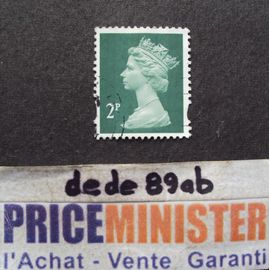 2P
dede 89ab
PRICEMINISTER
l'Achat - Vente Garanti